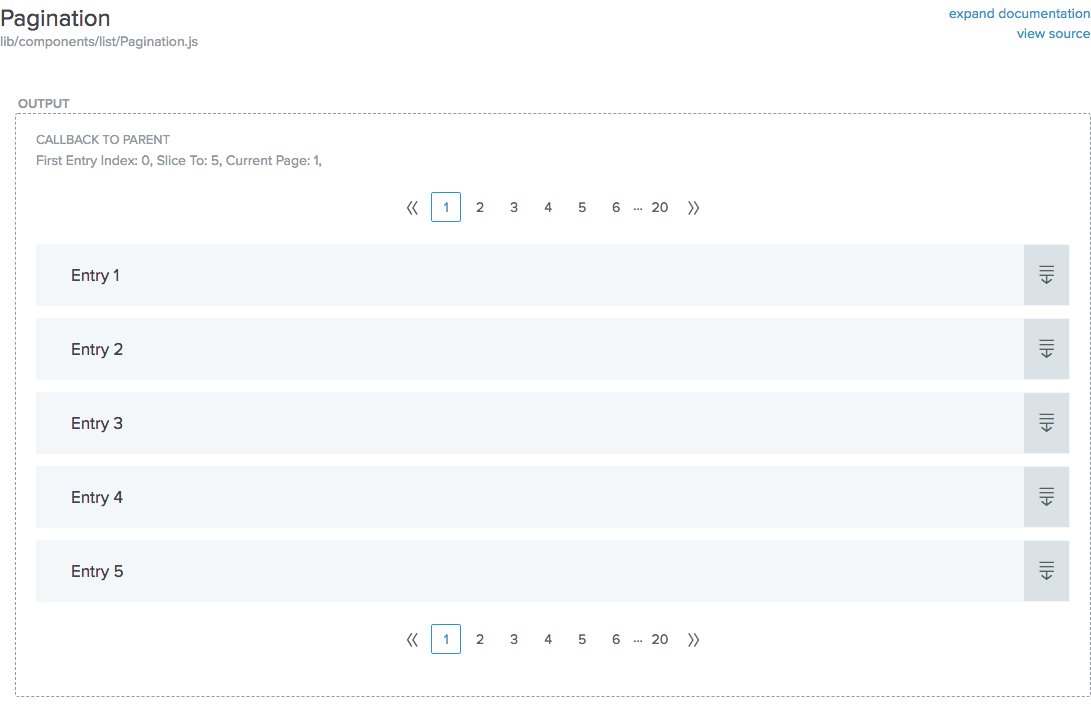 Pagination
expand documentation
lib/components/list/Pagination.js
view source
OUTPUT
CALLBACK TO PARENT
First Entry Index: 0, Slice To: 5, Current Page: 1,
« 1 2 3 4 5 6 ... 20 »
Entry 1
Entry 2
Entry 3
Entry 4
Entry 5
« 1 2 3 4 5 6 ... 20 »